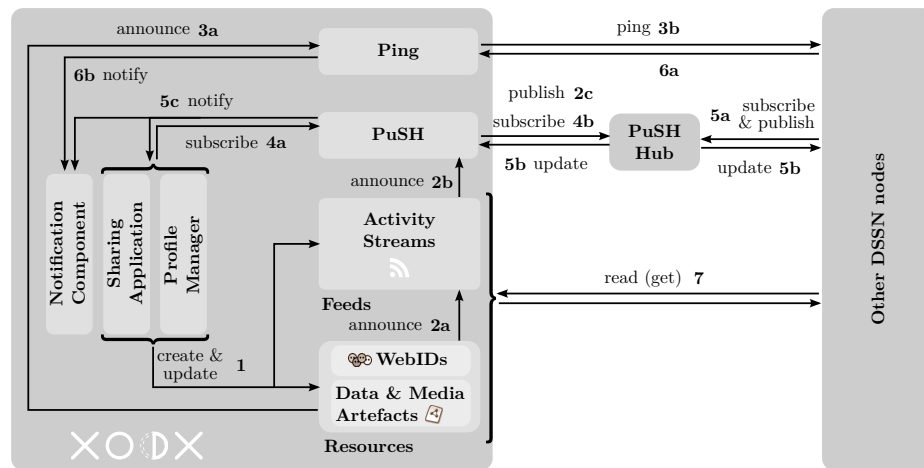 announce 3a
Ping
ping 3b
6a
6b notify
5c notify
publish 2c
subscribe 4a
PuSH
subscribe 4b
5b update
PuSH
Hub
5a
subscribe
& publish
update 5b
announce 2b
Notification
Component
Sharing
Application
Profile
Manager
Activity
Streams
Feeds
read (get) 7
announce 2a
create &
update 1
WebIDs
Data & Media
Artefacts
Resources
XODX
Other DSSN nodes